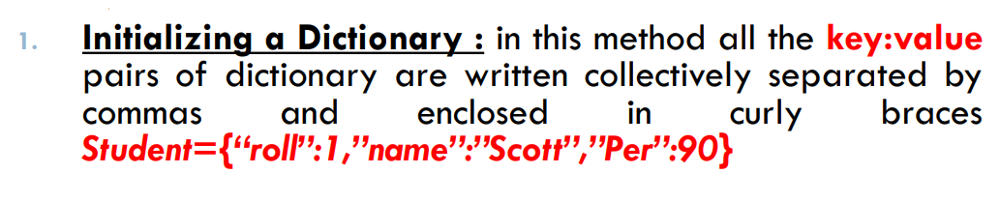 1. Initializing a Dictionary : in this method all the key:value
pairs of dictionary are written collectively separated by
commas and enclosed in curly braces
Student={“roll”:1,”name”:”Scott”,”Per”:90}